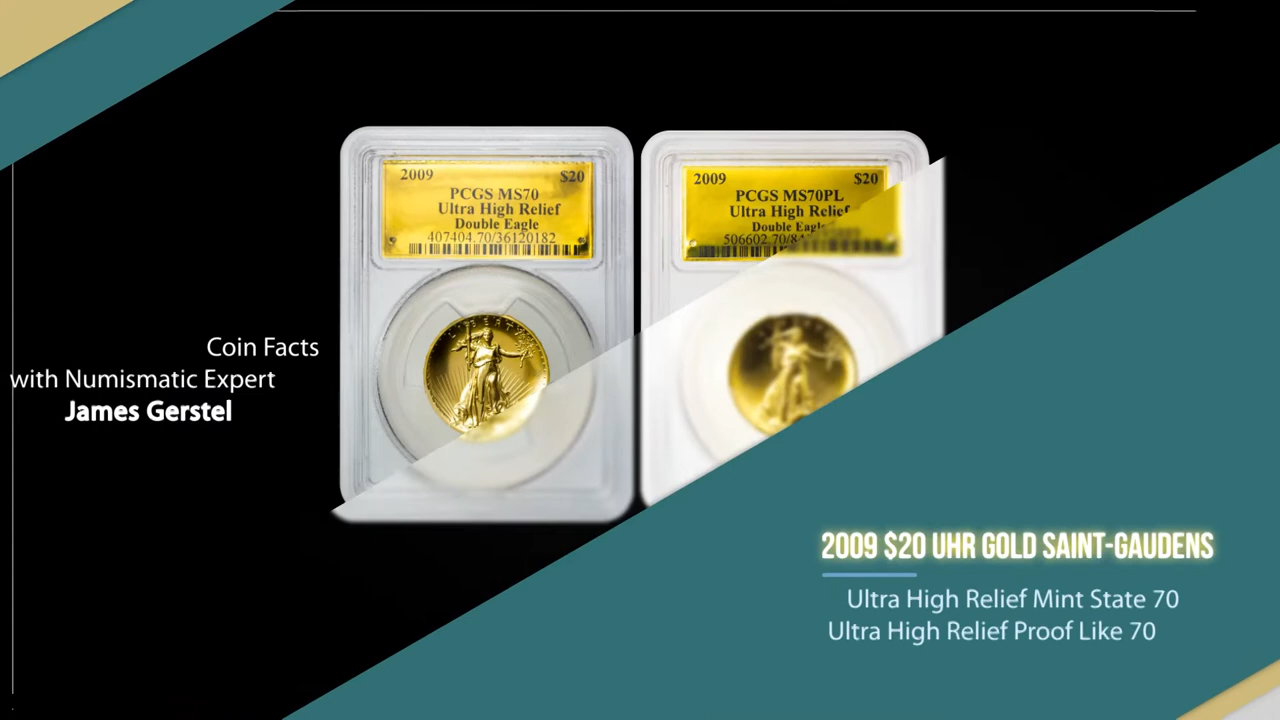 2009 $20
PCGS MS70
Ultra High Relief
Double Eagle
407404.70/36120182
2009 $20
PCGS MS70PL
Ultra High Relief
Double Eagle
LIBERTY
Coin Facts
with Numismatic Expert
James Gerstel
2009 $20 UHR GOLD SAINT-GAUDENS
Ultra High Relief Mint State 70
Ultra High Relief Proof Like 70